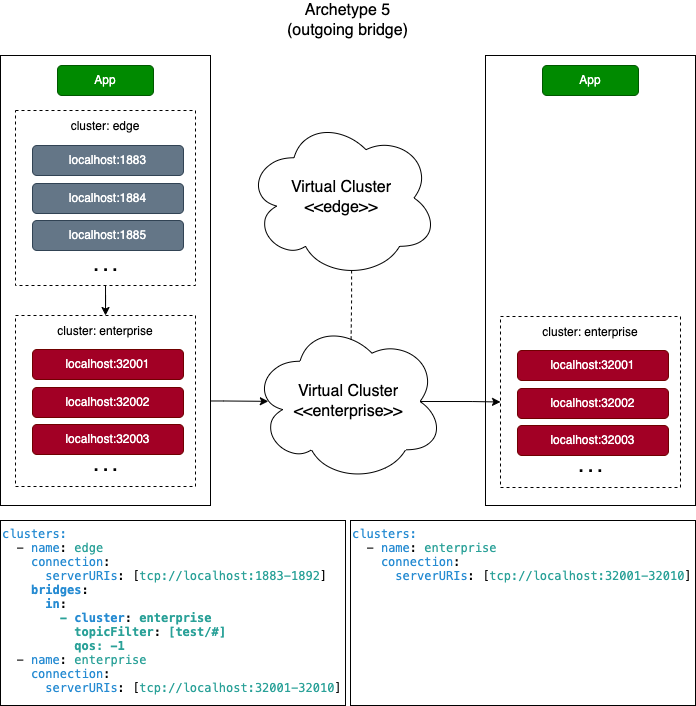 Archetype 5
(outgoing bridge)
App
cluster: edge
localhost:1883
localhost:1884
localhost:1885
...
cluster: enterprise
localhost:32001
localhost:32002
localhost:32003
...
Virtual Cluster
<<edge>>
Virtual Cluster
<<enterprise>>
App
cluster: enterprise
localhost:32001
localhost:32002
localhost:32003
...
clusters:
  - name: edge
    connection:
      serverURIs: [tcp://localhost:1883-1892]
    bridges:
      in:
        - cluster: enterprise
          topicFilter: [test/#]
          qos: -1
  - name: enterprise
    connection:
      serverURIs: [tcp://localhost:32001-32010]
clusters:
  - name: enterprise
    connection:
      serverURIs: [tcp://localhost:32001-32010]